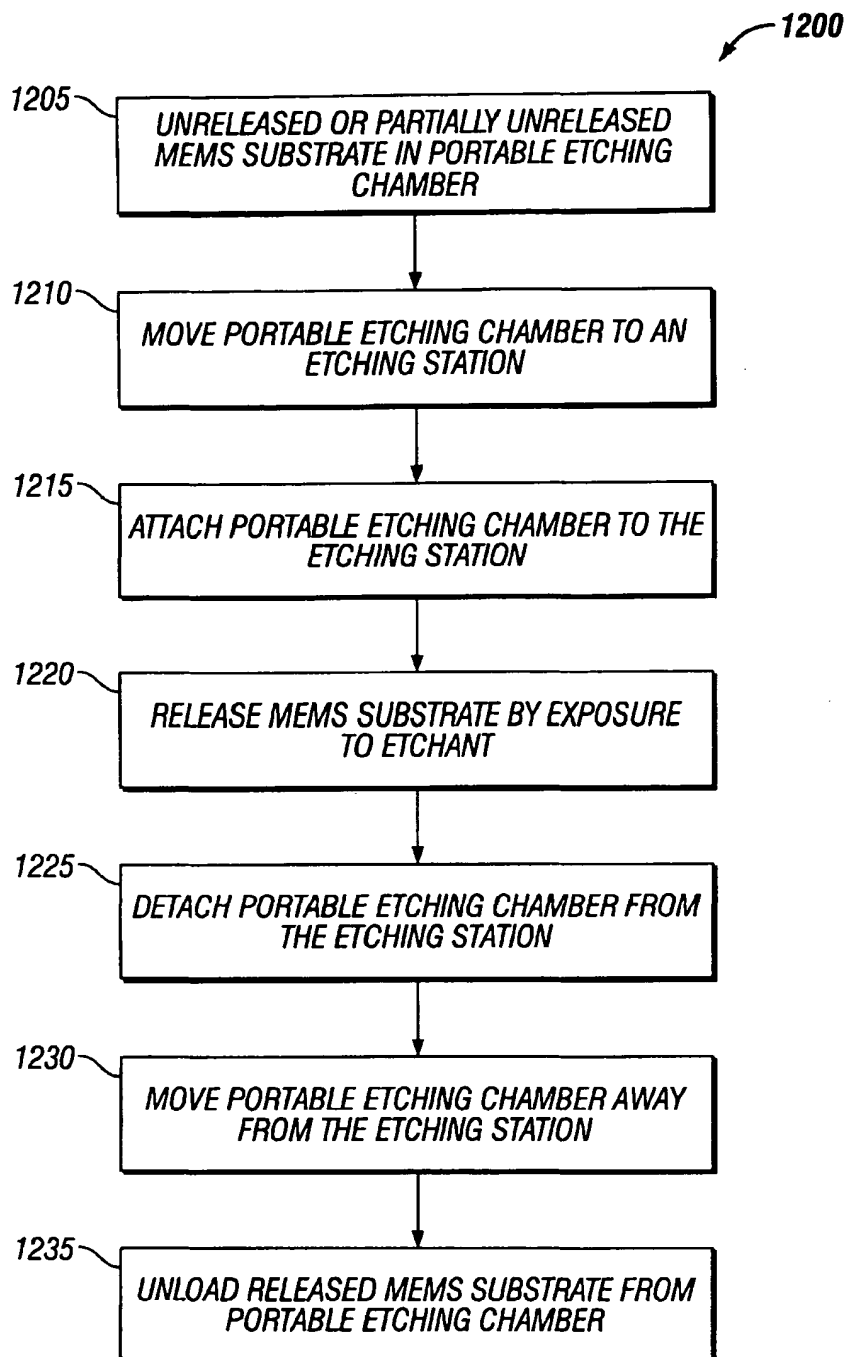 1200
1205
UNRELEASED OR PARTIALLY UNRELEASED
MEMS SUBSTRATE IN PORTABLE ETCHING
CHAMBER
1210
MOVE PORTABLE ETCHING CHAMBER TO AN
ETCHING STATION
1215
ATTACH PORTABLE ETCHING CHAMBER TO THE
ETCHING STATION
1220
RELEASE MEMS SUBSTRATE BY EXPOSURE
TO ETCHANT
1225
DETACH PORTABLE ETCHING CHAMBER FROM
THE ETCHING STATION
1230
MOVE PORTABLE ETCHING CHAMBER AWAY
FROM THE ETCHING STATION
1235
UNLOAD RELEASED MEMS SUBSTRATE FROM
PORTABLE ETCHING CHAMBER